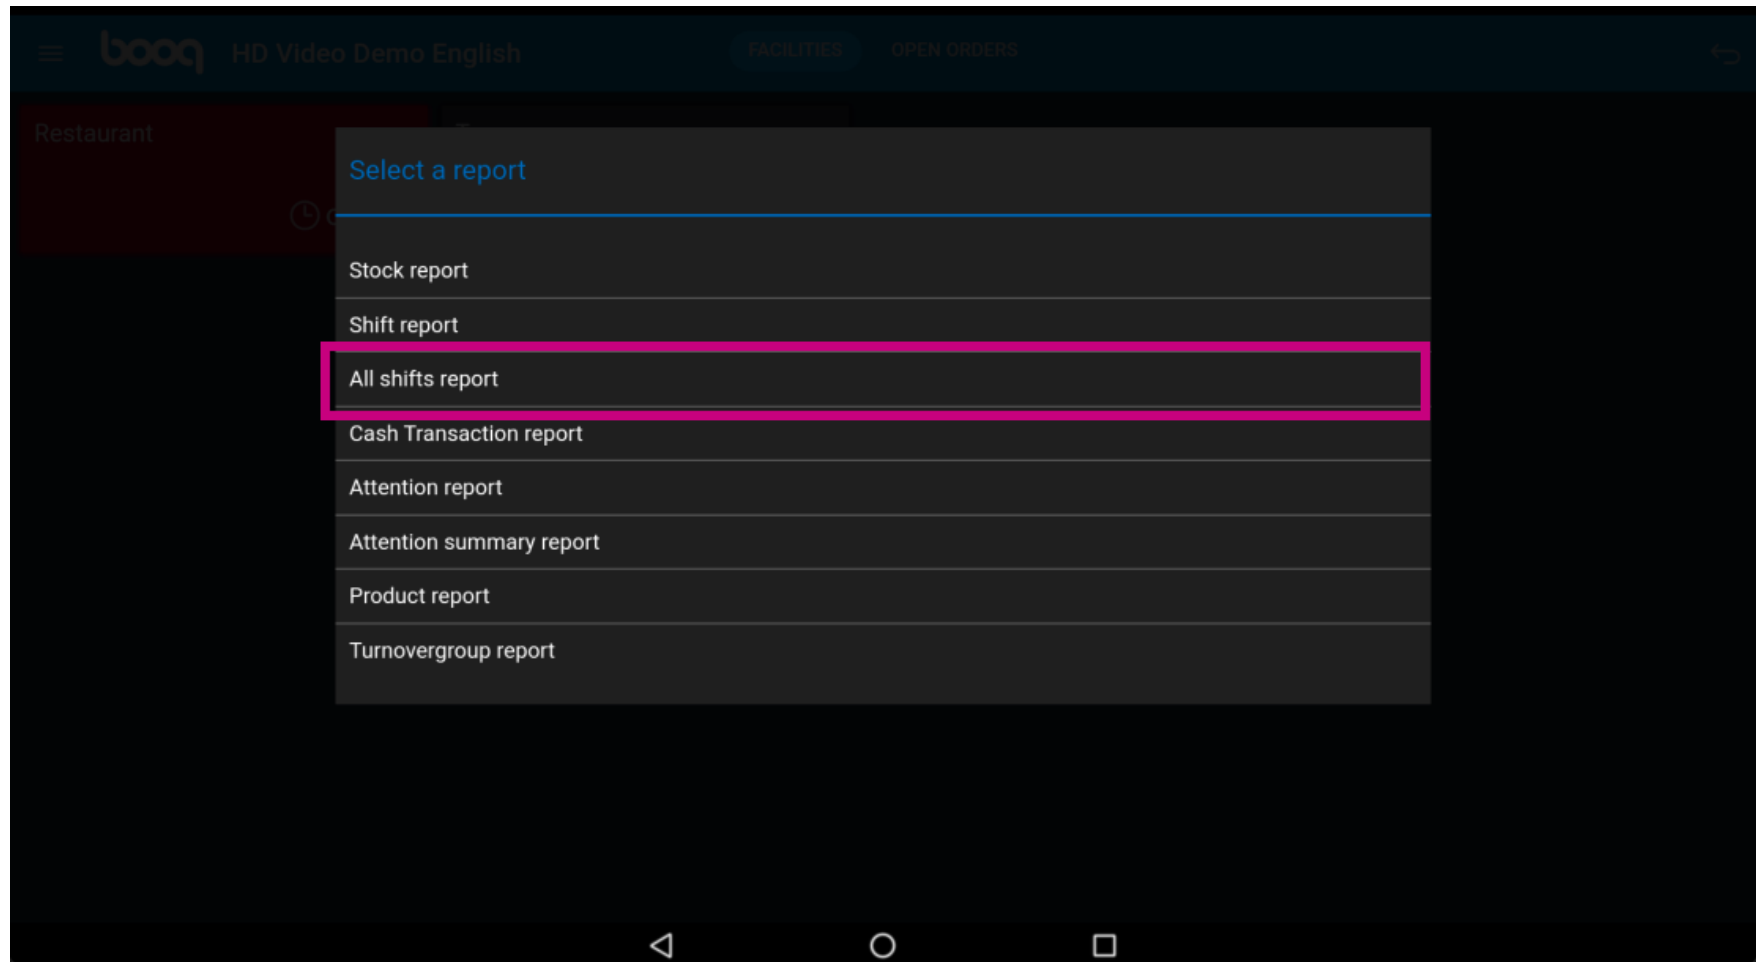 booq HD Video Demo English FACILITIES OPEN ORDERS
Restaurant
Select a report
Stock report
Shift report
All shifts report
Cash Transaction report
Attention report
Attention summary report
Product report
Turnovergroup report